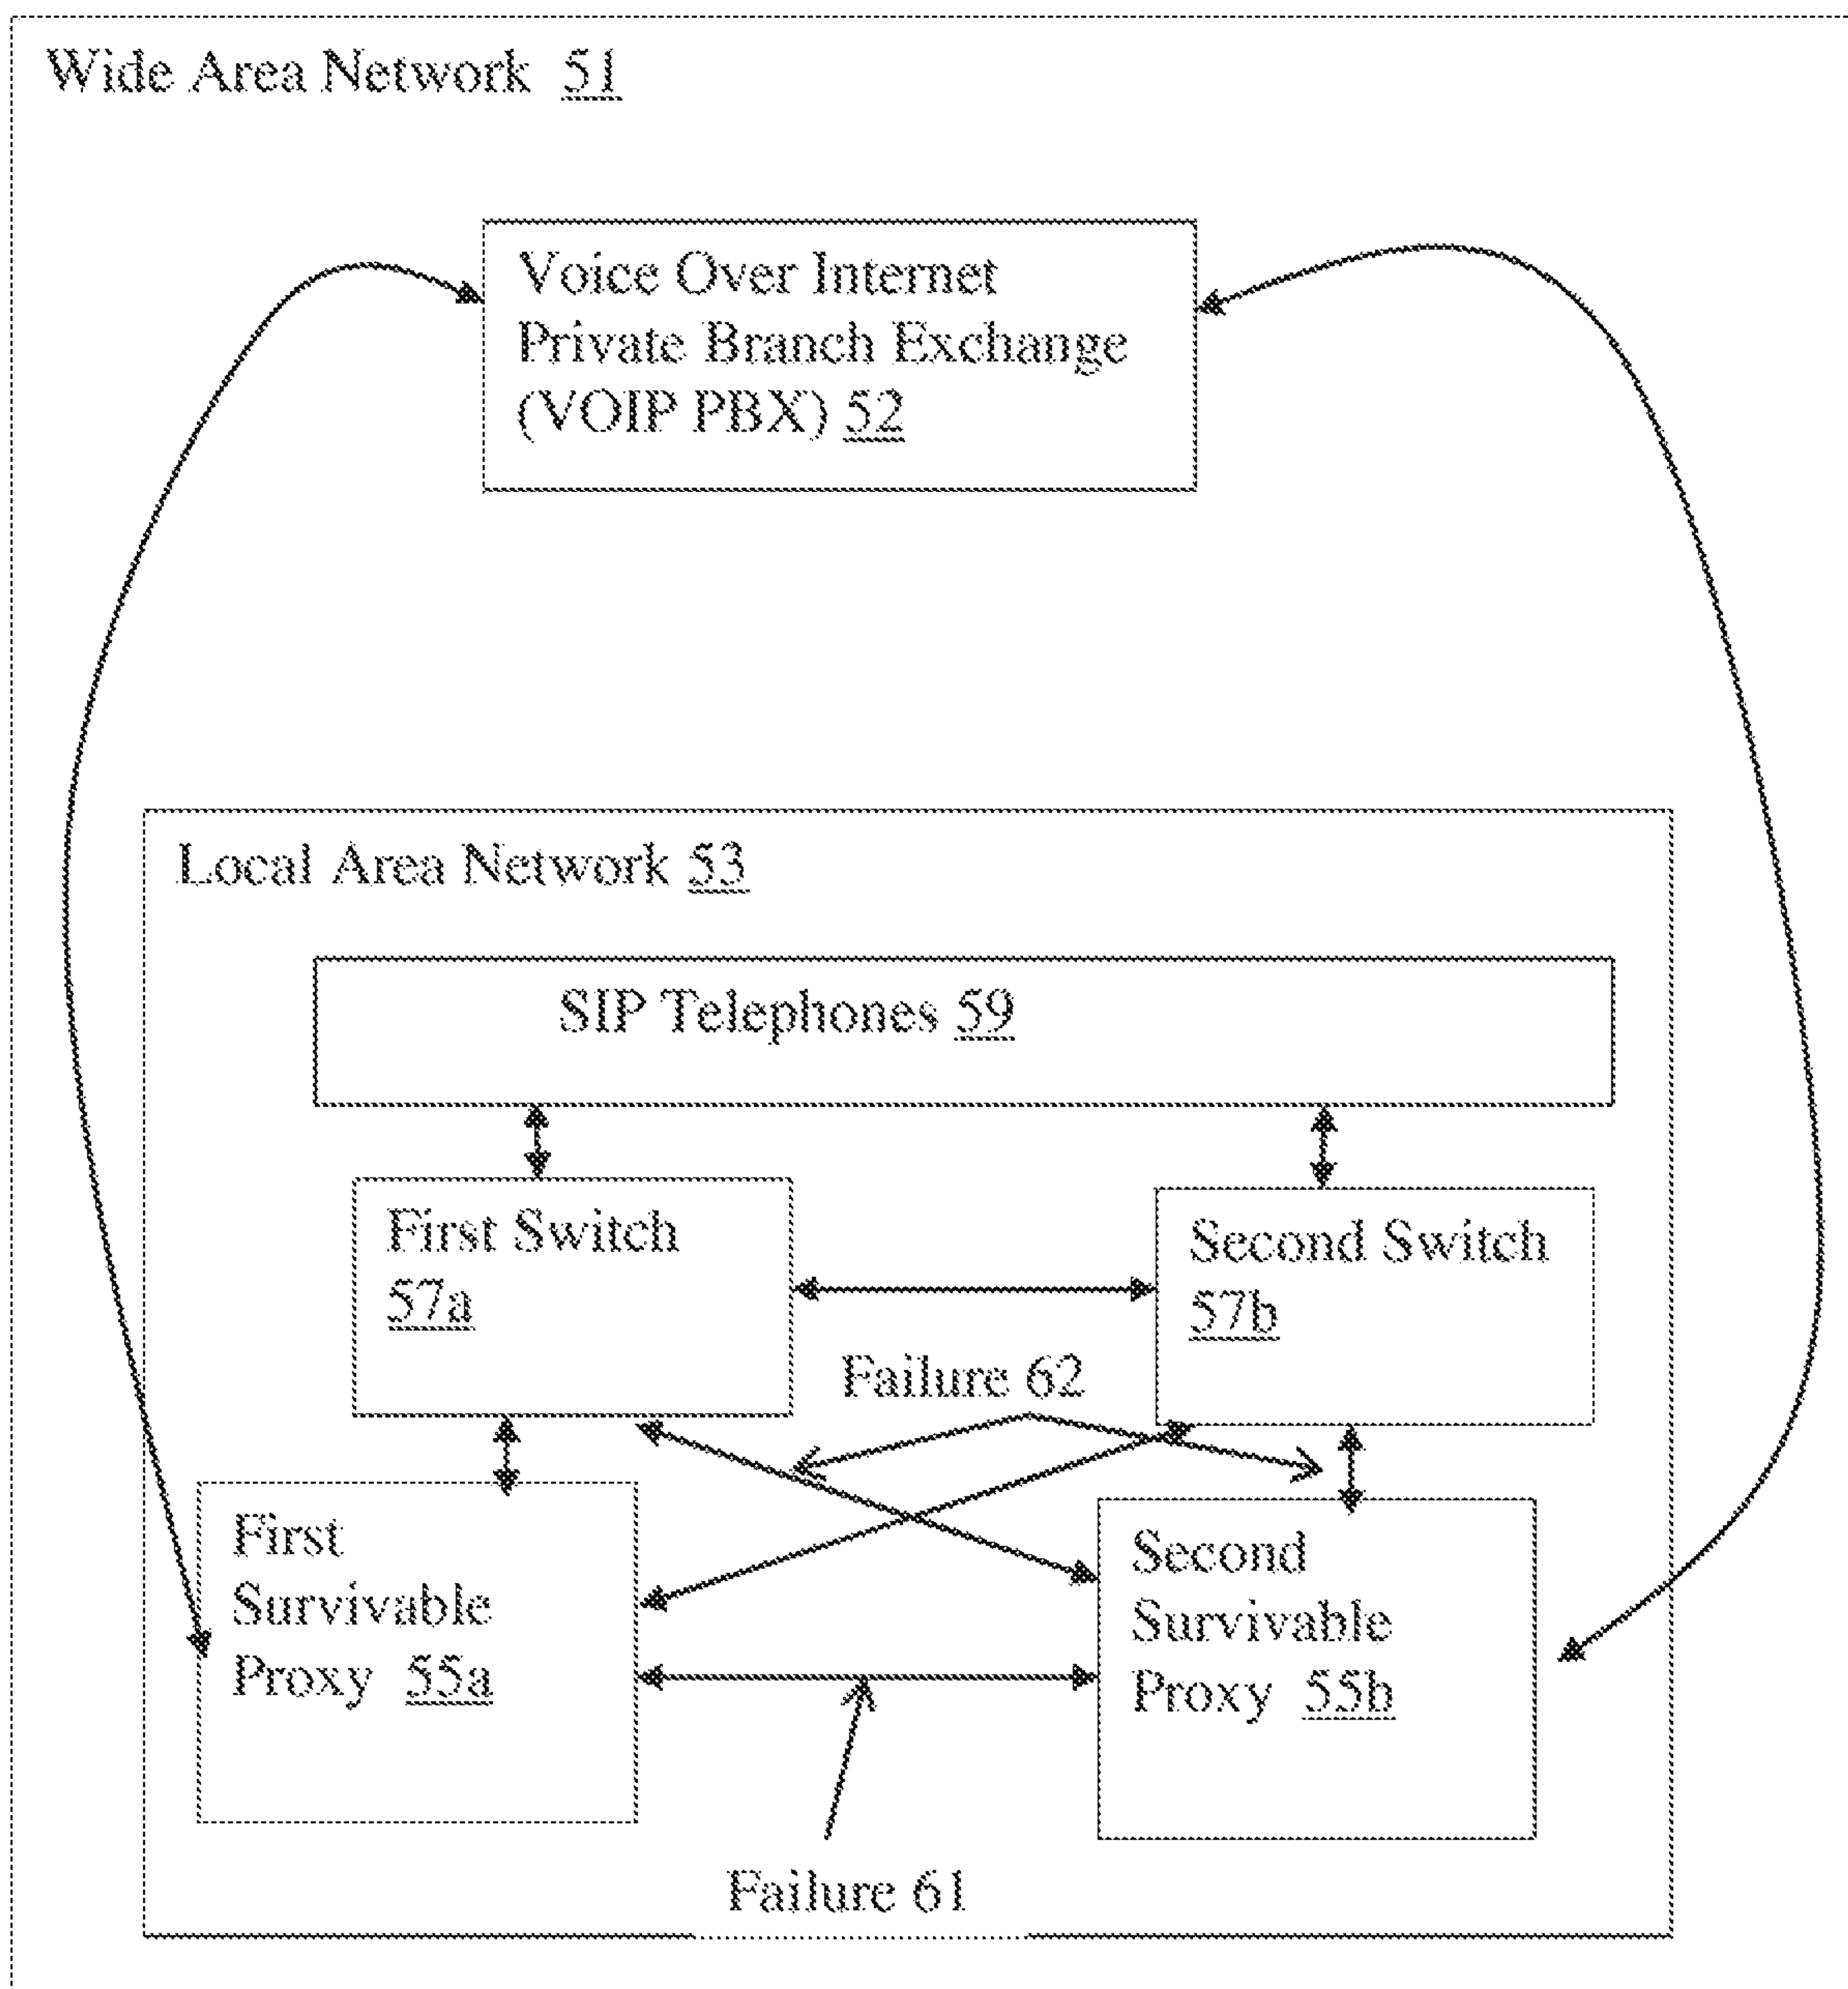 Wide Area Network 51
Voice Over Internet
Private Branch Exchange
(VOIP PBX) 52
Local Area Network 53
SIP Telephones 59
First Switch
57a
Second Switch
57b
Failure 62
First
Survivable
Proxy 55a
Second
Survivable
Proxy 55b
Failure 61